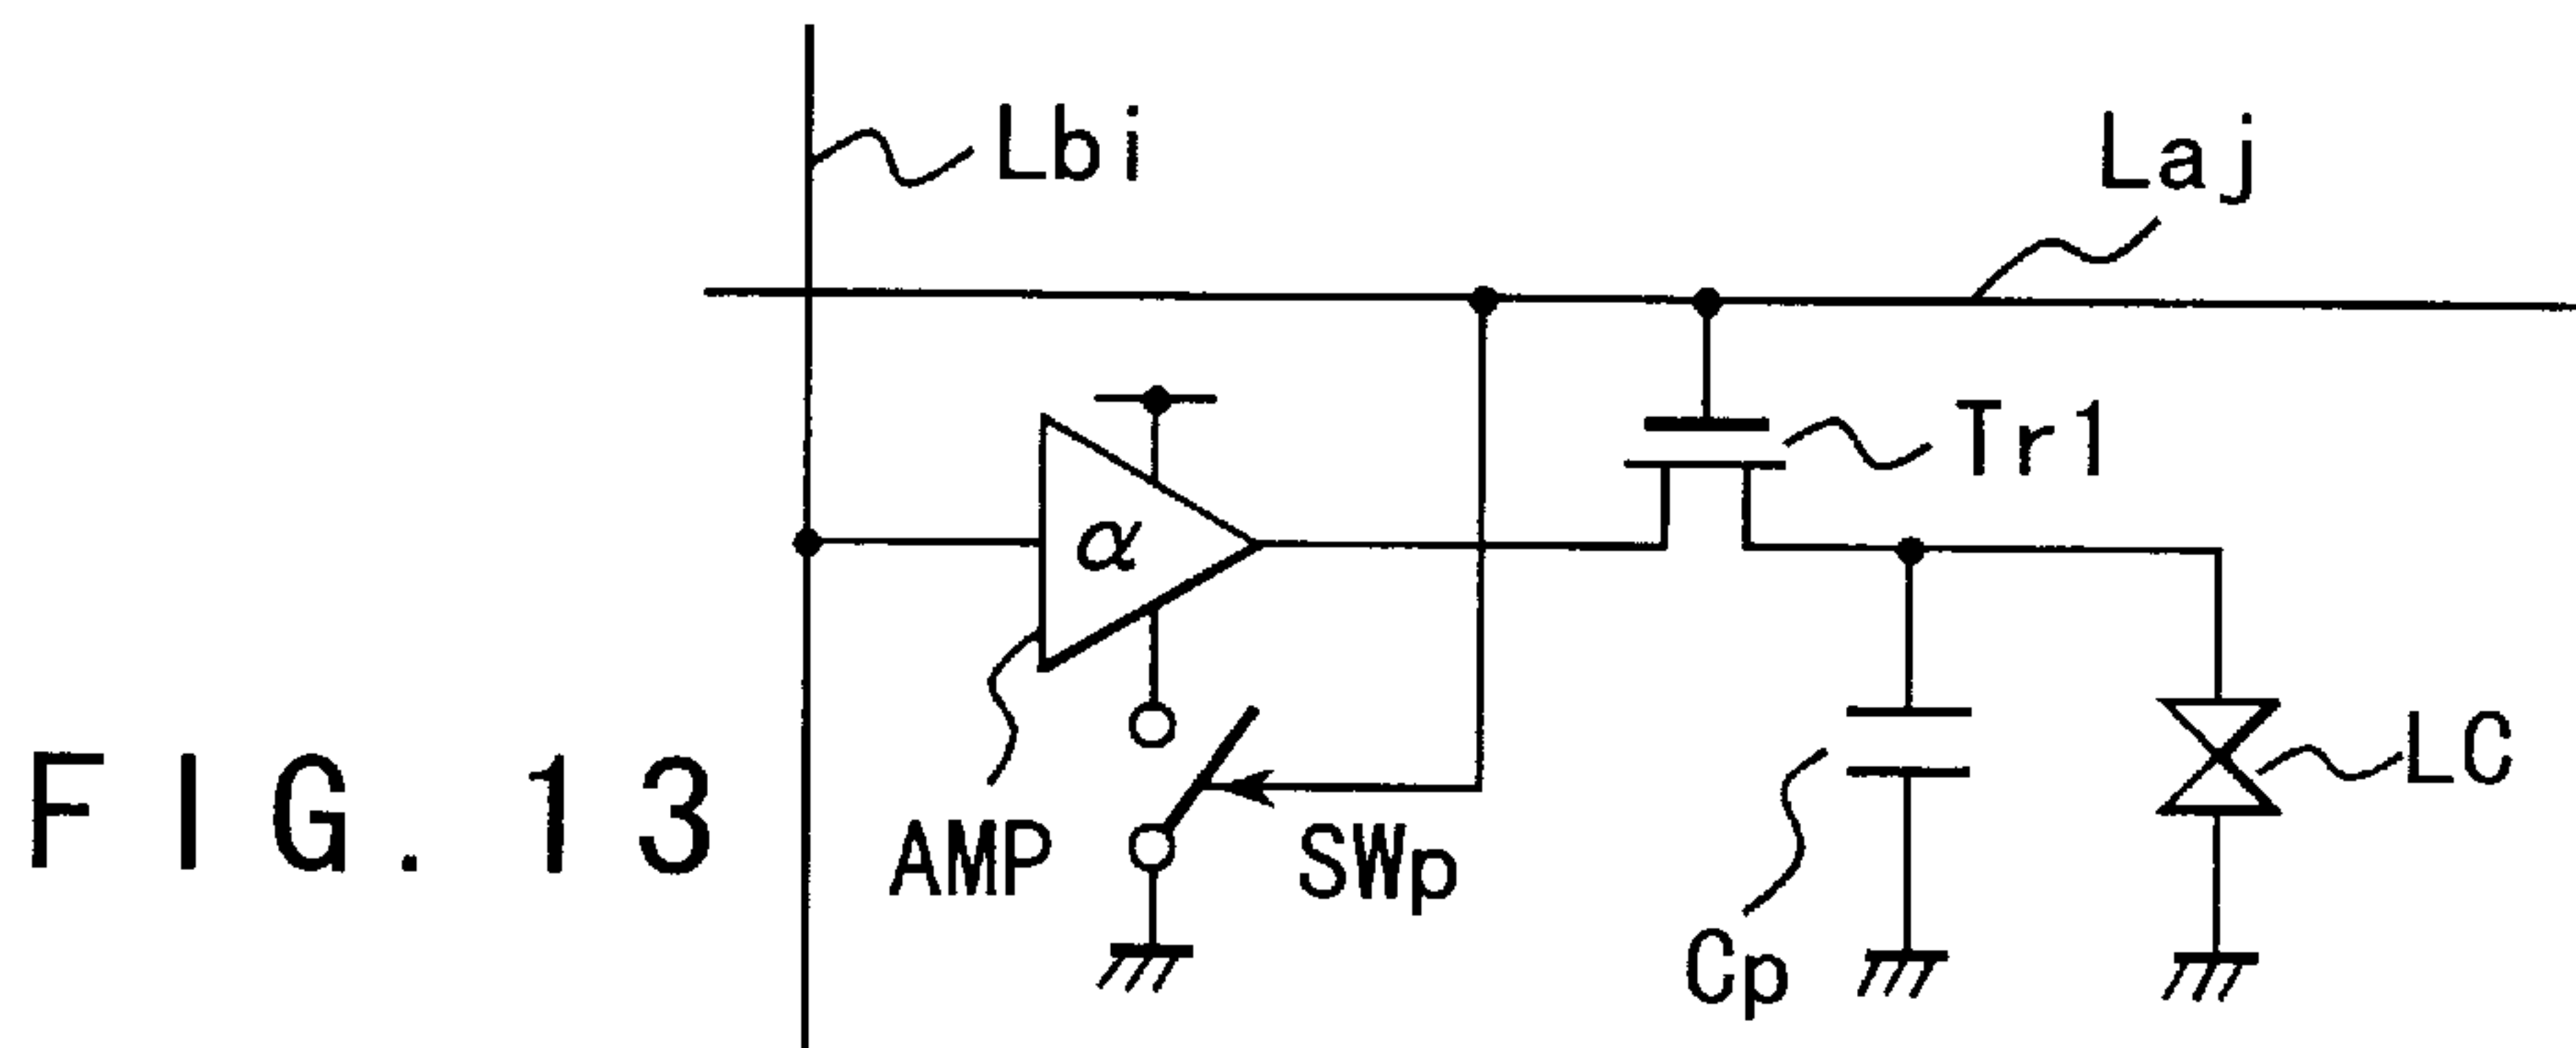 Lbi
Laj
Tr1
α
AMP
SWp
Cp
LC
FIG. 13